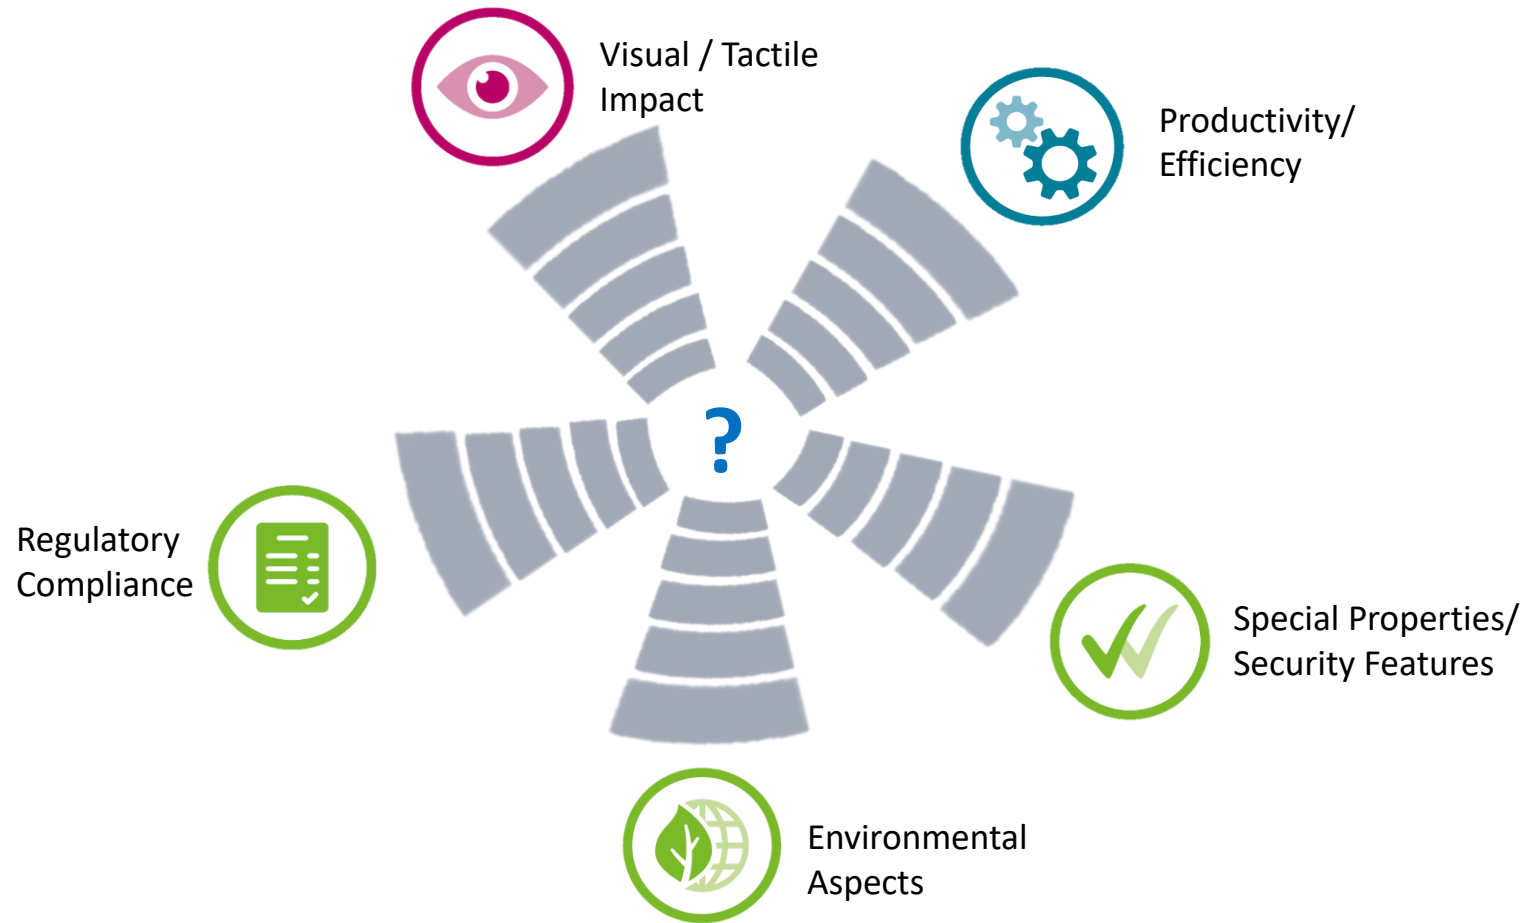 Visual / Tactile
Impact
Productivity/
Efficiency
?
Regulatory
Compliance
Special Properties/
Security Features
Environmental
Aspects